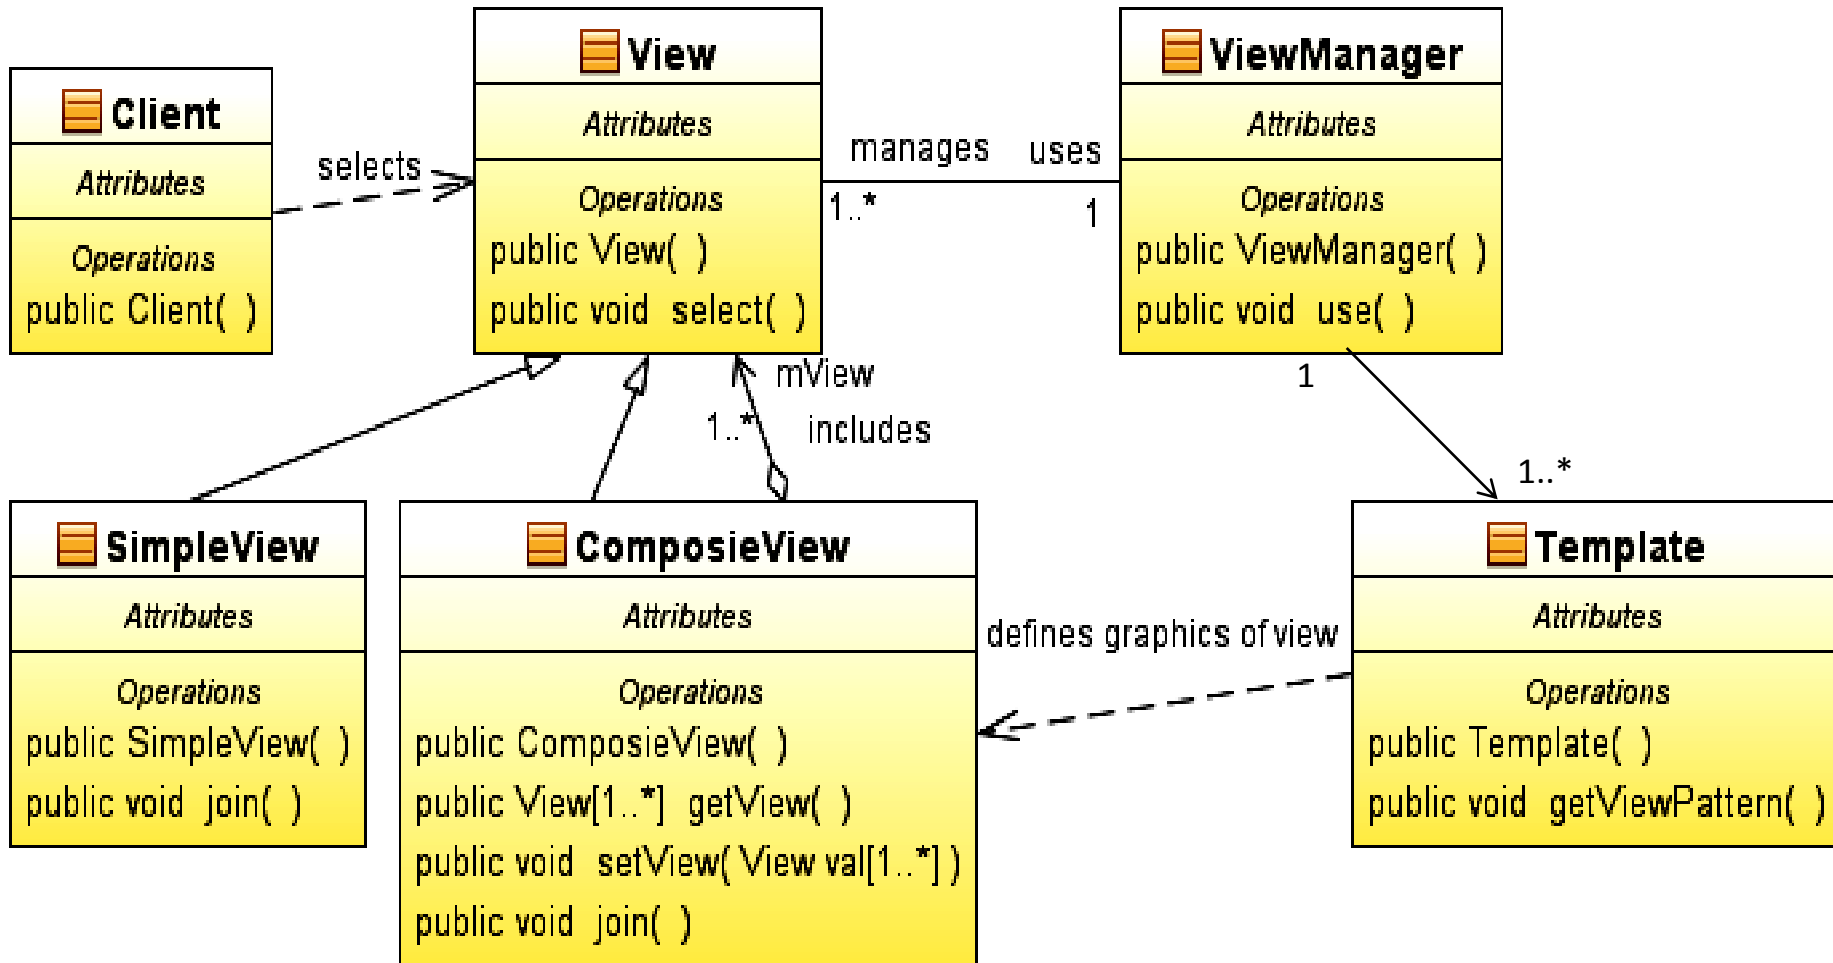 Client
Attributes
Operations
public Client( )
selects
View
Attributes
Operations
public View( )
public void select( )
manages
uses
1..*
1
ViewManager
Attributes
Operations
public ViewManager( )
public void use( )
mView
1..*
includes
1
1..*
SimpleView
Attributes
Operations
public SimpleView( )
public void join( )
ComposieView
Attributes
Operations
public ComposieView( )
public View[1..*] getView( )
public void setView( View val[1..*] )
public void join( )
defines graphics of view
Template
Attributes
Operations
public Template( )
public void getViewPattern( )